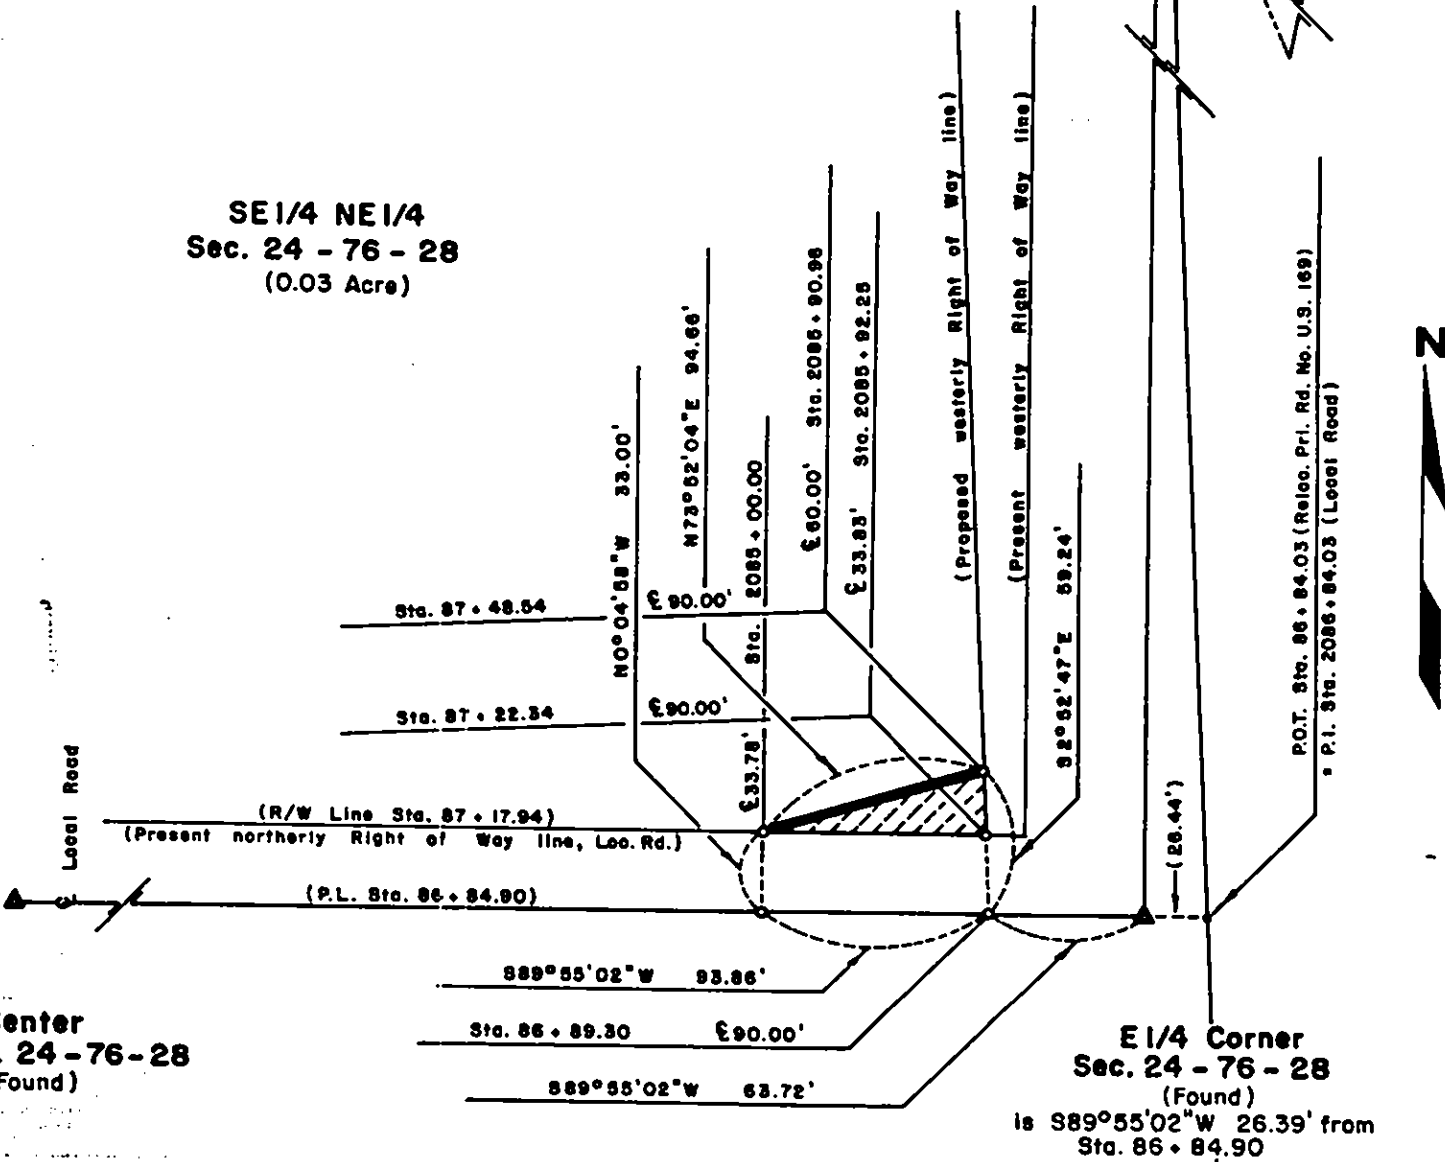 SE1/4 NE1/4
Sec. 24 - 76 - 28
(0.03 Acre)
N
(Proposed westerly Right of Way line)
(Present westerly Right of Way line)
P.O.T. Sta. 86 + 84.03 (Reloc. Pri. Rd. No. U.S. 169)
= P.I. Sta. 2086 + 84.03 (Local Road)
℄ 60.00' Sta. 2085 + 90.96
℄ 33.83' Sta. 2085 + 92.25
N73°52'04"E 94.66'
N0°04'58"W 33.00'
℄ 33.78' Sta. 2085 + 00.00
S2°52'47"E 59.24'
Sta. 87 + 48.54 ℄ 90.00'
Sta. 87 + 22.34 ℄ 90.00'
℄ Local Road
(R/W Line Sta. 87 + 17.94)
(Present northerly Right of Way line, Loc. Rd.)
(P.L. Sta. 86 + 84.90)
(26.44')
S89°55'02"W 93.86'
Sta. 86 + 89.30 ℄ 90.00'
S89°55'02"W 63.72'
enter
. 24 - 76 - 28
Found)
E1/4 Corner
Sec. 24 - 76 - 28
(Found)
is S89°55'02"W 26.39' from
Sta. 86 + 84.90